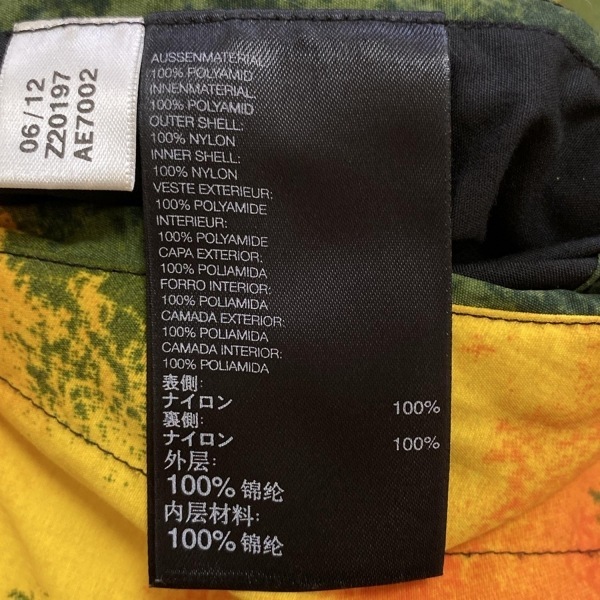 06/12
Z20197
AE7002
AUSSENMATERIAL:
100% POLYAMID
INNENMATERIAL:
100% POLYAMID
OUTER SHELL:
100% NYLON
INNER SHELL:
100% NYLON
VESTE EXTERIEUR:
100% POLYAMIDE
INTERIEUR:
100% POLYAMIDE
CAPA EXTERIOR:
100% POLIAMIDA
FORRO INTERIOR:
100% POLIAMIDA
CAMADA EXTERIOR:
100% POLIAMIDA
CAMADA INTERIOR:
100% POLIAMIDA
表側:
ナイロン 100%
裏側:
ナイロン 100%
外层:
100% 锦纶
内层材料:
100% 锦纶